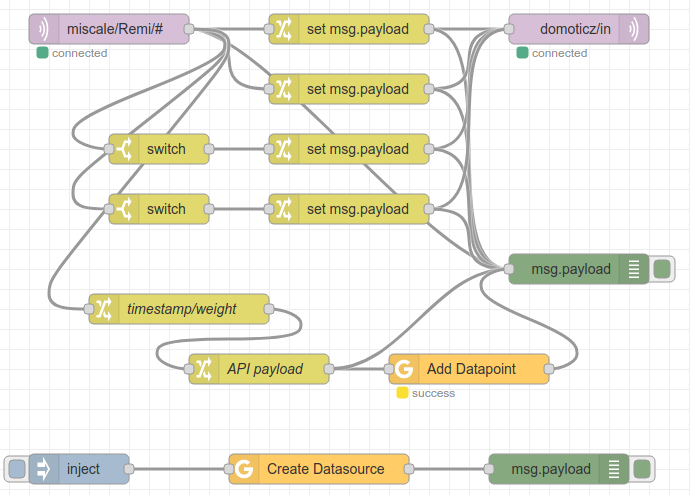 miscale/Remi/# set msg.payload domoticz/in
connected connected
set msg.payload
switch set msg.payload
switch set msg.payload
msg.payload
timestamp/weight
API payload Add Datapoint
success
inject Create Datasource msg.payload